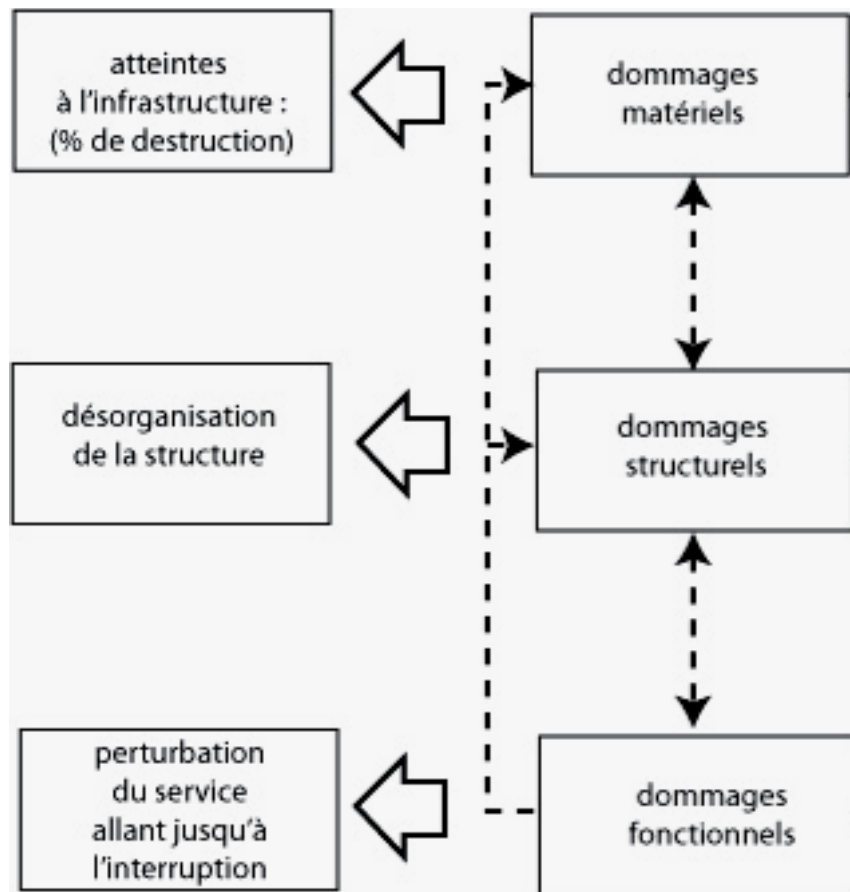 atteintes
à l'infrastructure :
(% de destruction)
dommages
matériels
désorganisation
de la structure
dommages
structurels
perturbation
du service
allant jusqu'à
l'interruption
dommages
fonctionnels